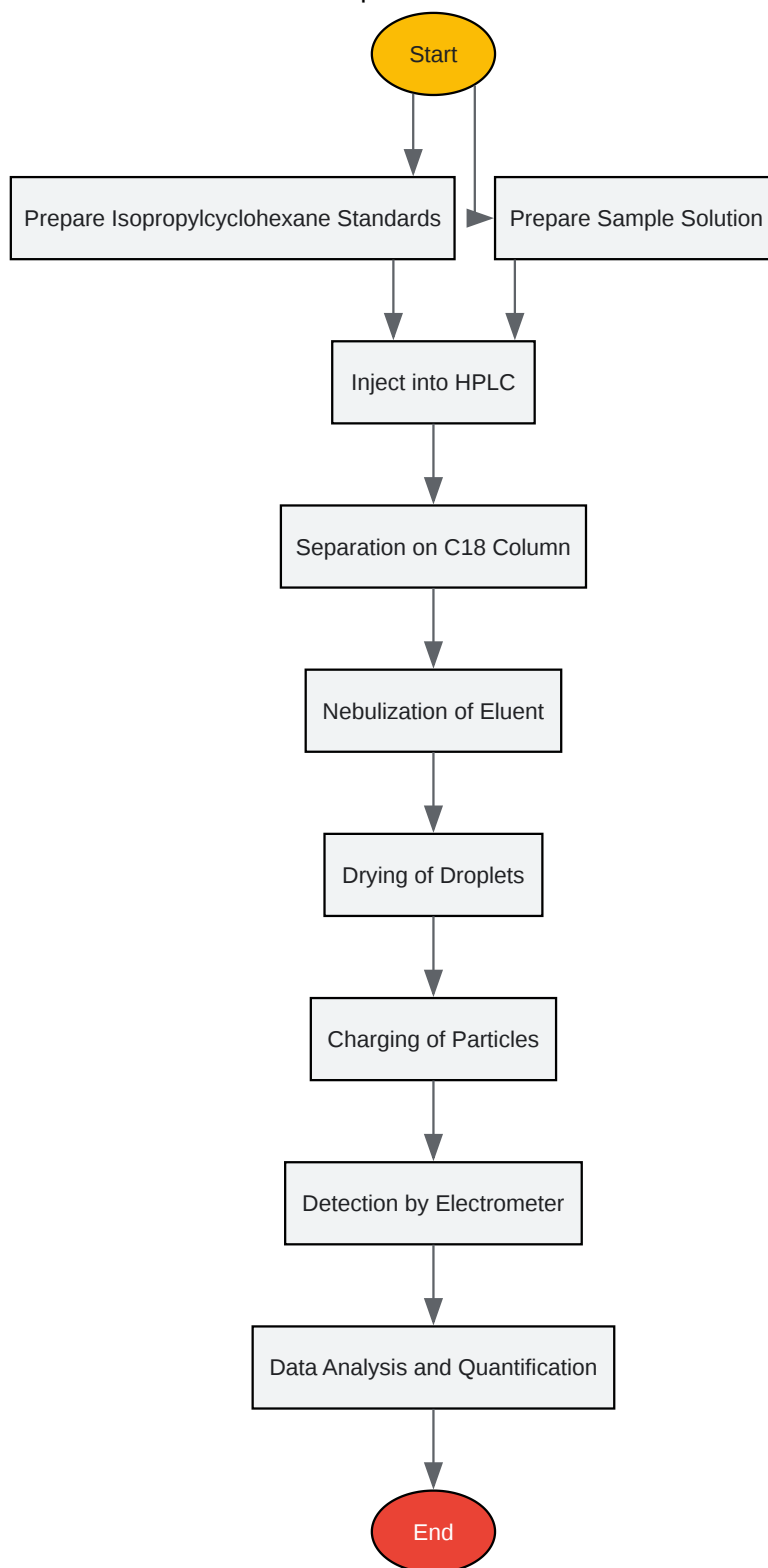 Start
Prepare Isopropylcyclohexane Standards
Prepare Sample Solution
Inject into HPLC
Separation on C18 Column
Nebulization of Eluent
Drying of Droplets
Charging of Particles
Detection by Electrometer
Data Analysis and Quantification
End